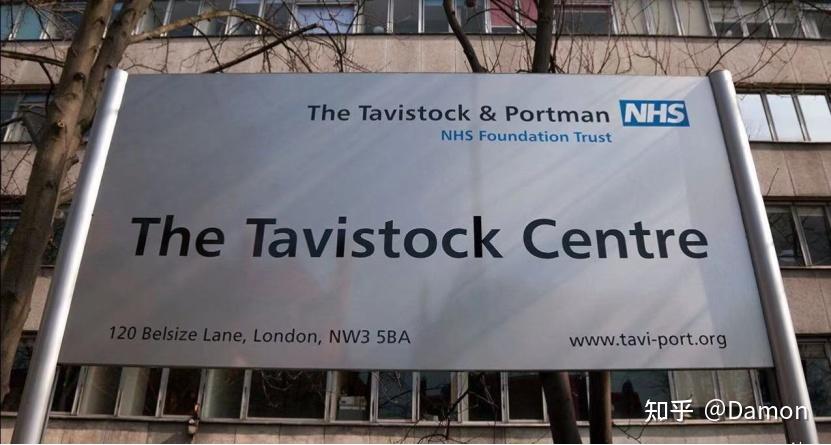 The Tavistock & Portman NHS
NHS Foundation Trust
The Tavistock Centre
120 Belsize Lane, London, NW3 5BA
www.tavi-port.org
知乎 @Damon